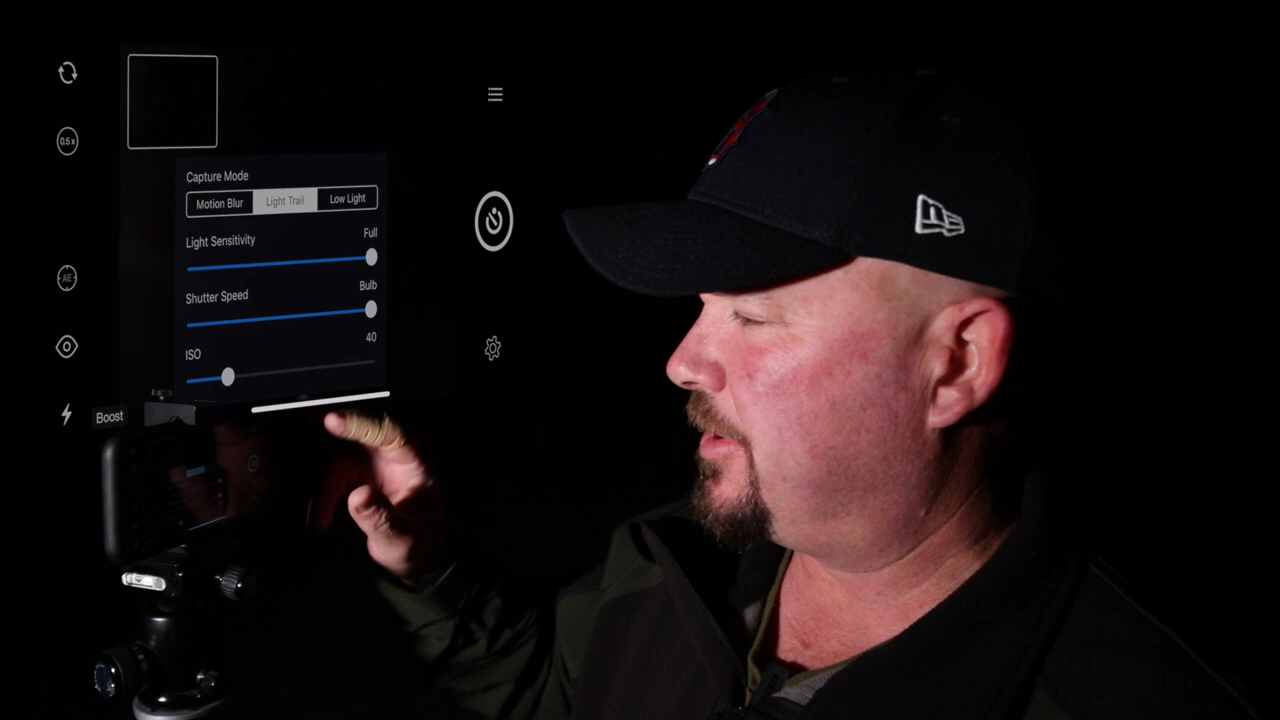 0.5 x
Capture Mode
Motion Blur Light Trail Low Light
Light Sensitivity Full
Shutter Speed Bulb
AE
ISO 40
Boost